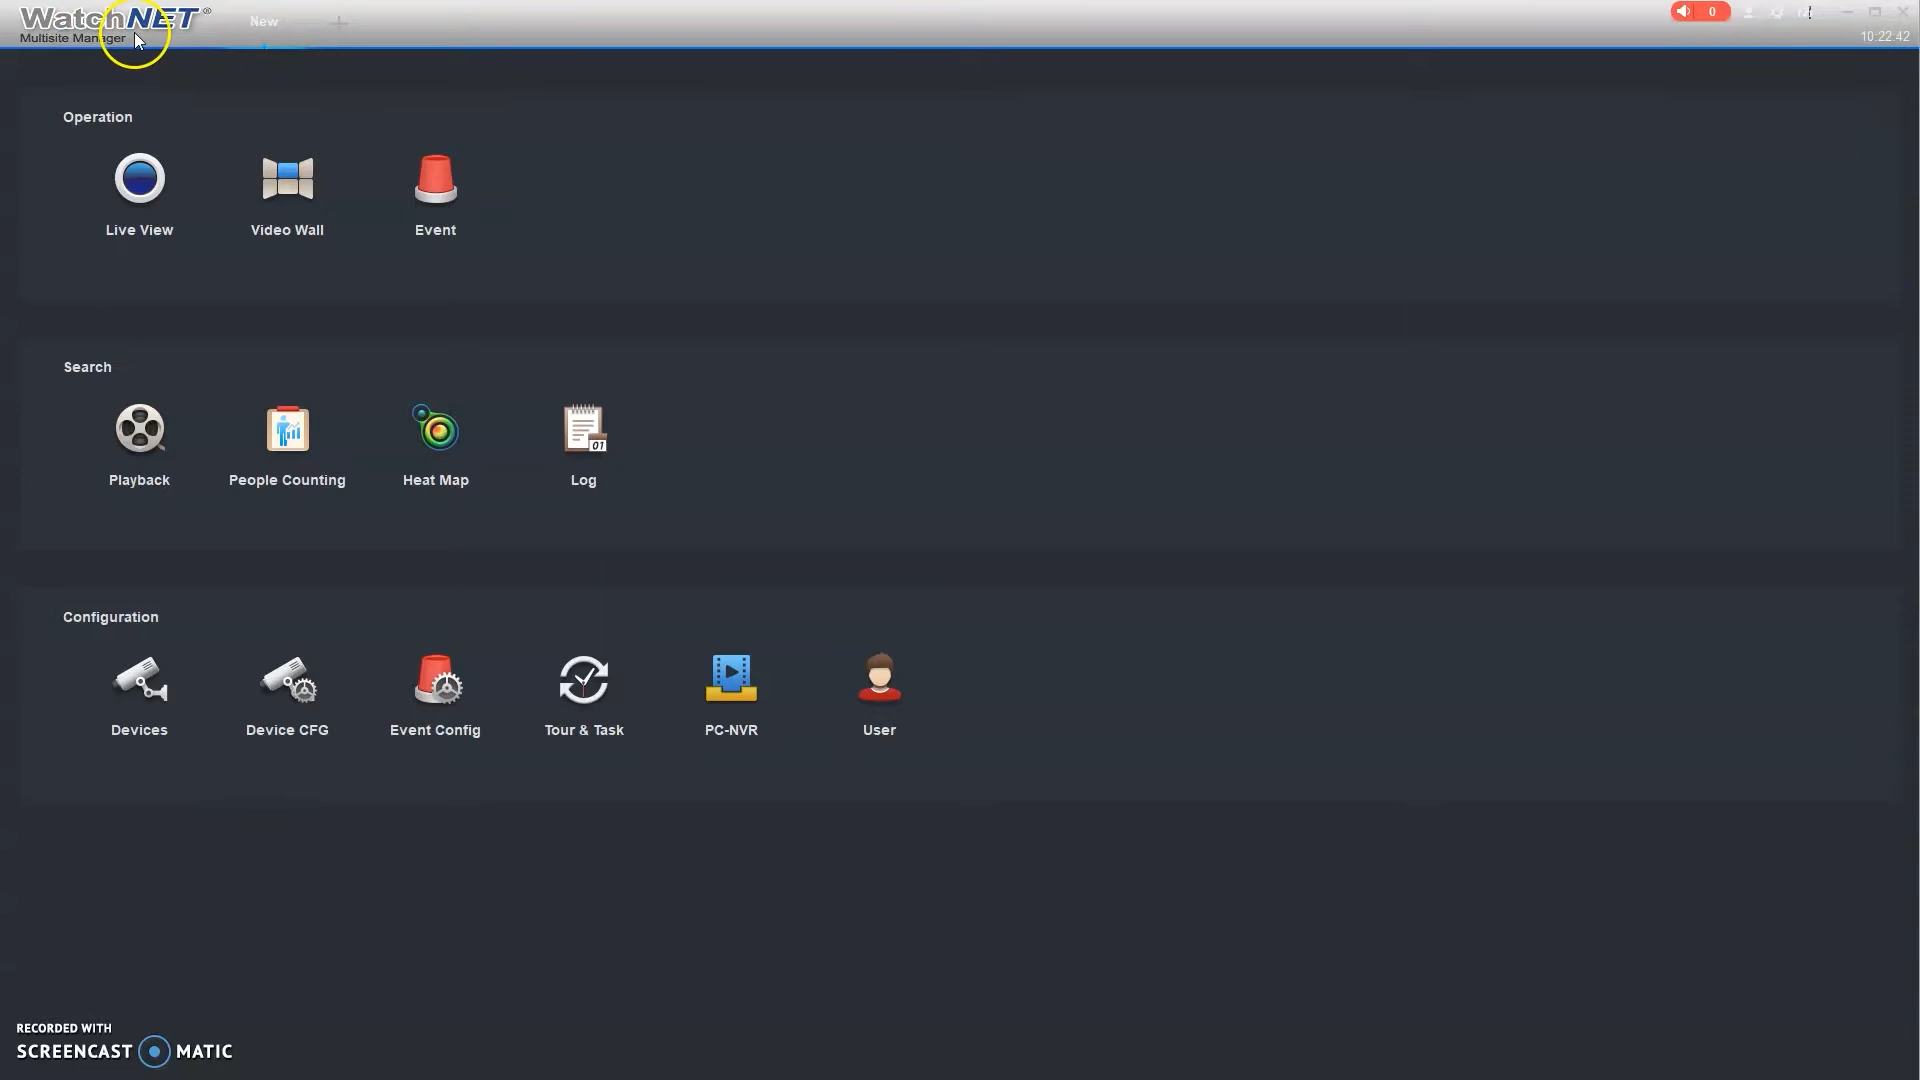 WatchNET®
Multisite Manager
New
0
10:22:42
Operation
Live View
Video Wall
Event
Search
Playback
People Counting
Heat Map
01
Log
Configuration
Devices
Device CFG
Event Config
Tour & Task
PC-NVR
User
RECORDED WITH
SCREENCAST MATIC